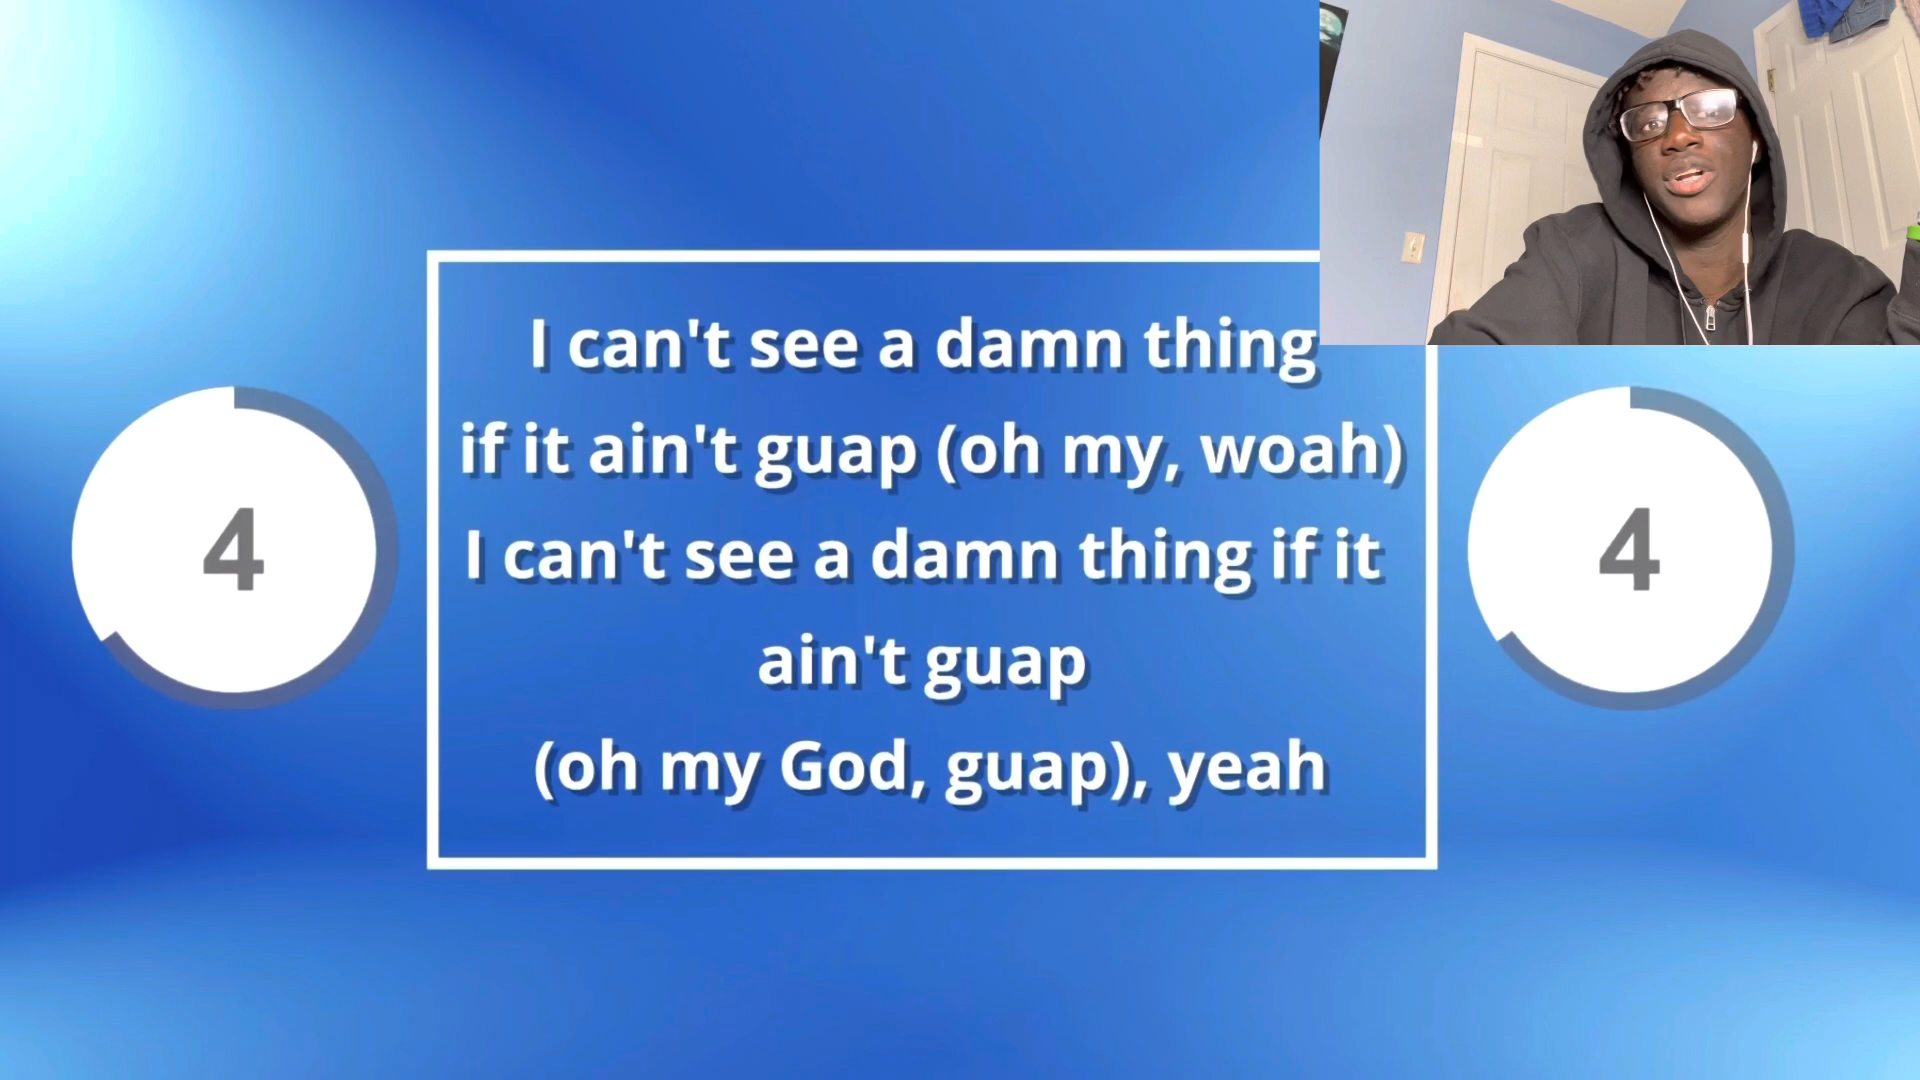 I can't see a damn thing
if it ain't guap (oh my, woah)
I can't see a damn thing if it
ain't guap
(oh my God, guap), yeah
4
4